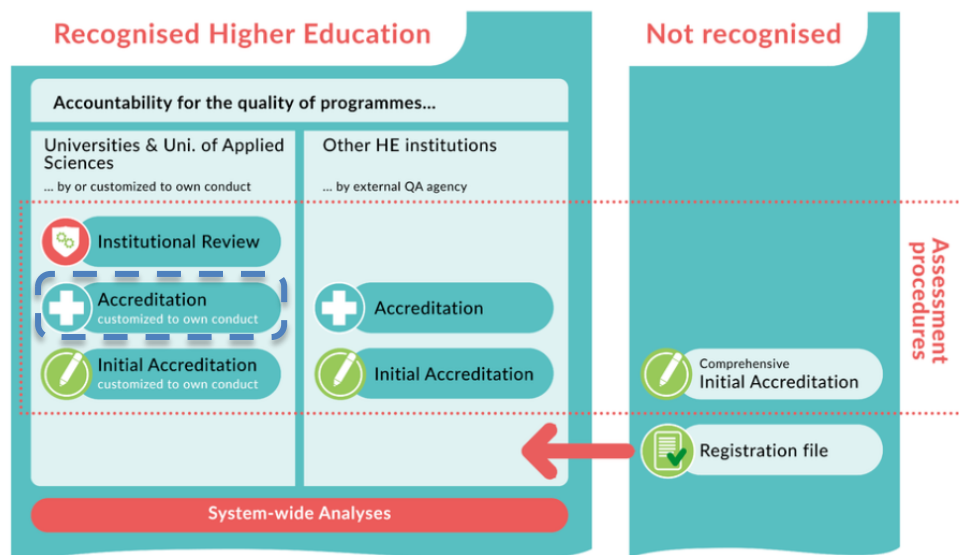 Recognised Higher Education
Not recognised
Accountability for the quality of programmes...
Universities & Uni. of Applied
Sciences
... by or customized to own conduct
Other HE institutions
... by external QA agency
Institutional Review
Accreditation
customized to own conduct
Accreditation
Initial Accreditation
customized to own conduct
Initial Accreditation
Comprehensive
Initial Accreditation
Assessment
procedures
Registration file
System-wide Analyses